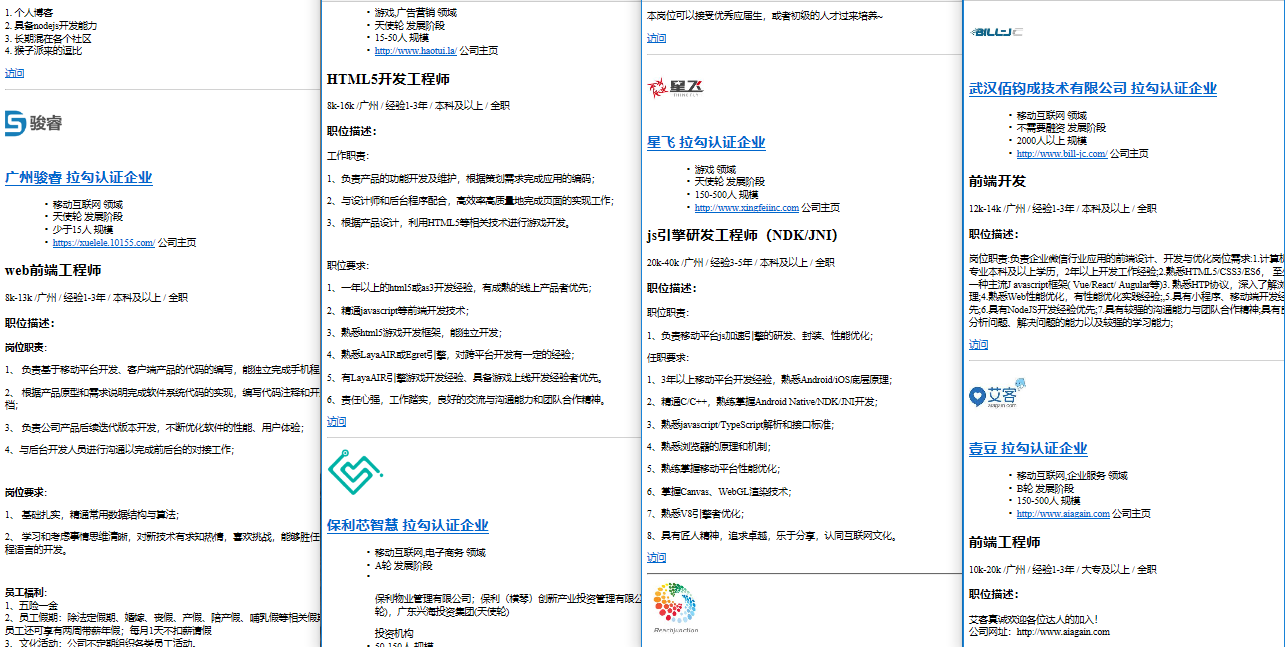 1. 个人博客
2. 具备nodejs开发能力
3. 长期混在各个社区
4. 猴子派来的逗比
访问
骏睿
广州骏睿 拉勾认证企业
• 移动互联网 领域
• 天使轮 发展阶段
• 少于15人 规模
• https://xuelele.10155.com/ 公司主页
web前端工程师
8k-13k /广州 / 经验1-3年 / 本科及以上 / 全职
职位描述：
岗位职责：
1、 负责基于移动平台开发、客户端产品的代码的编写，能独立完成手机程
2、 根据产品原型和需求说明完成软件系统代码的实现，编写代码注释和开
档；
3、 负责公司产品后续迭代版本开发，不断优化软件的性能、用户体验；
4、与后台开发人员进行沟通以完成前后台的对接工作；
岗位要求：
1、 基础扎实，精通常用数据结构与算法；
2、 学习和考虑事情思维清晰，对新技术有求知热情，喜欢挑战，能够胜任
程语言的开发。
员工福利：
1、五险一金
2、员工假期：除法定假期、婚嫁、丧假、产假、陪产假、哺乳假等相关假
员工还可享有两周带薪年假；每月1天不扣薪请假
3、文化活动：公司不定期组织各类员工活动。
• 游戏,广告营销 领域
• 天使轮 发展阶段
• 15-50人 规模
• http://www.haotui.la/ 公司主页
HTML5开发工程师
8k-16k /广州 / 经验1-3年 / 本科及以上 / 全职
职位描述：
工作职责：
1、负责产品的功能开发及维护，根据策划需求完成应用的编码；
2、与设计师和后台程序配合，高效率高质量地完成页面的实现工作；
3、根据产品设计，利用HTML5等相关技术进行游戏开发。
职位要求：
1、一年以上的html5或as3开发经验，有成熟的线上产品者优先；
2、精通javascript等前端开发技术；
3、熟悉html5游戏开发框架，能独立开发；
4、熟悉LayaAIR或Egret引擎，对跨平台开发有一定的经验；
5、有LayaAIR引擎游戏开发经验、具备游戏上线开发经验者优先。
6、责任心强，工作踏实，良好的交流与沟通能力和团队合作精神。
访问
保利芯智慧 拉勾认证企业
• 移动互联网,电子商务 领域
• A轮 发展阶段
•
保利物业管理有限公司；保利（横琴）创新产业投资管理有限公
轮），广东兴海投资集团(天使轮)
投资机构
• 50-150人 规模
本岗位可以接受优秀应届生，或者初级的人才过来培养~
访问
星飞
星飞 拉勾认证企业
• 游戏 领域
• 天使轮 发展阶段
• 150-500人 规模
• http://www.xingfeiinc.com 公司主页
js引擎研发工程师（NDK/JNI）
20k-40k /广州 / 经验3-5年 / 本科及以上 / 全职
职位描述：
职位职责：
1、负责移动平台js加速引擎的研发、封装、性能优化；
任职要求：
1、3年以上移动平台开发经验，熟悉Android/iOS底层原理；
2、精通C/C++，熟练掌握Android Native/NDK/JNI开发；
3、熟悉javascript/TypeScript解析和接口标准；
4、熟悉浏览器的原理和机制；
5、熟练掌握移动平台性能优化；
6、掌握Canvas、WebGL渲染技术；
7、熟悉V8引擎者优化；
8、具有匠人精神，追求卓越，乐于分享，认同互联网文化。
访问
Reachjunction
BILL-JC
武汉佰钧成技术有限公司 拉勾认证企业
• 移动互联网 领域
• 不需要融资 发展阶段
• 2000人以上 规模
• http://www.bill-jc.com/ 公司主页
前端开发
12k-14k /广州 / 经验1-3年 / 本科及以上 / 全职
职位描述：
岗位职责:负责企业微信行业应用的前端设计、开发与优化岗位需求:1.计算机
专业本科及以上学历，2年以上开发工作经验;2.熟悉HTML5/CSS3/ES6， 至
一种主流J avascript框架( Vue/React/ Augular等)3. 熟悉HTP协议，深入了解浏
理;4.熟悉Web性能优化，有性能优化实践经验;;5.具有小程序、移动端开发经
先;6.具有NodeJS开发经验优先;7.具有较强的沟通能力与团队合作精神;具有
分析问题、解决问题的能力以及较强的学习能力;
访问
艾客
aiagain.com
壹豆 拉勾认证企业
• 移动互联网,企业服务 领域
• B轮 发展阶段
• 150-500人 规模
• http://www.aiagain.com 公司主页
前端工程师
10k-20k /广州 / 经验1-3年 / 大专及以上 / 全职
职位描述：
艾客真诚欢迎各位达人的加入！
公司网址： http://www.aiagain.com